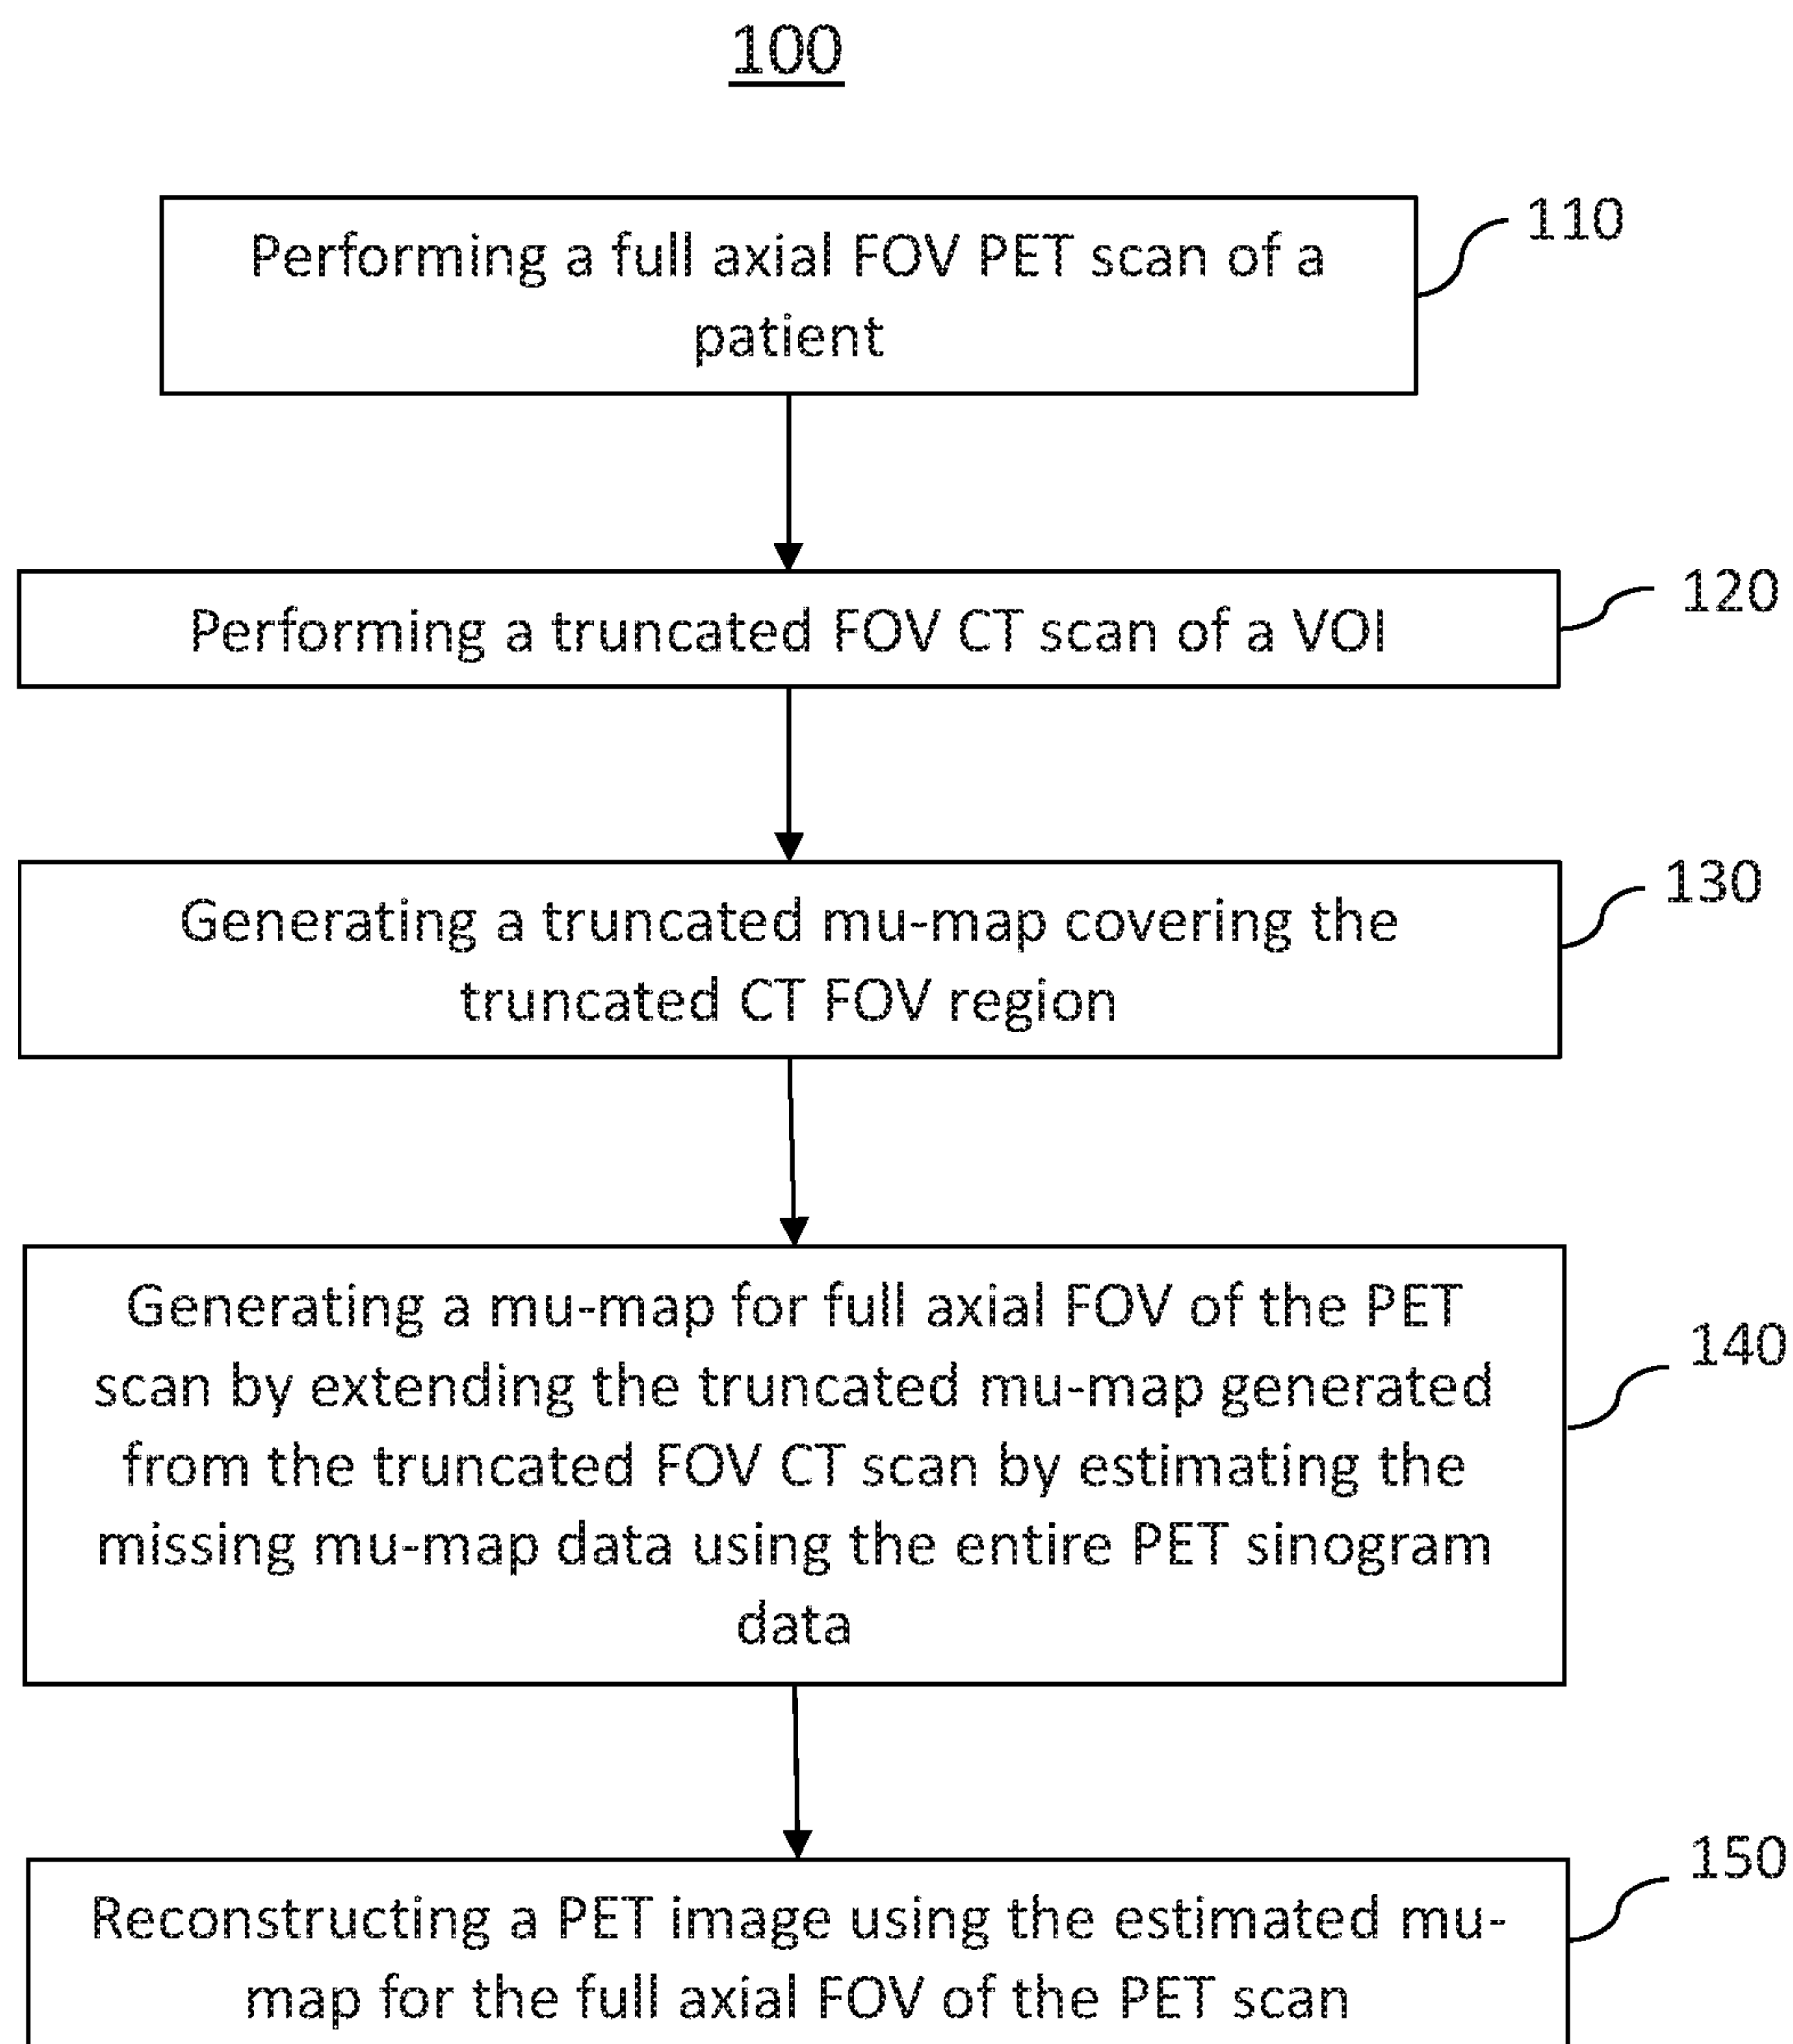 100
Performing a full axial FOV PET scan of a
patient
110
Performing a truncated FOV CT scan of a VOI
120
Generating a truncated mu-map covering the
truncated CT FOV region
130
Generating a mu-map for full axial FOV of the PET
scan by extending the truncated mu-map generated
from the truncated FOV CT scan by estimating the
missing mu-map data using the entire PET sinogram
data
140
Reconstructing a PET image using the estimated mu-
map for the full axial FOV of the PET scan
150